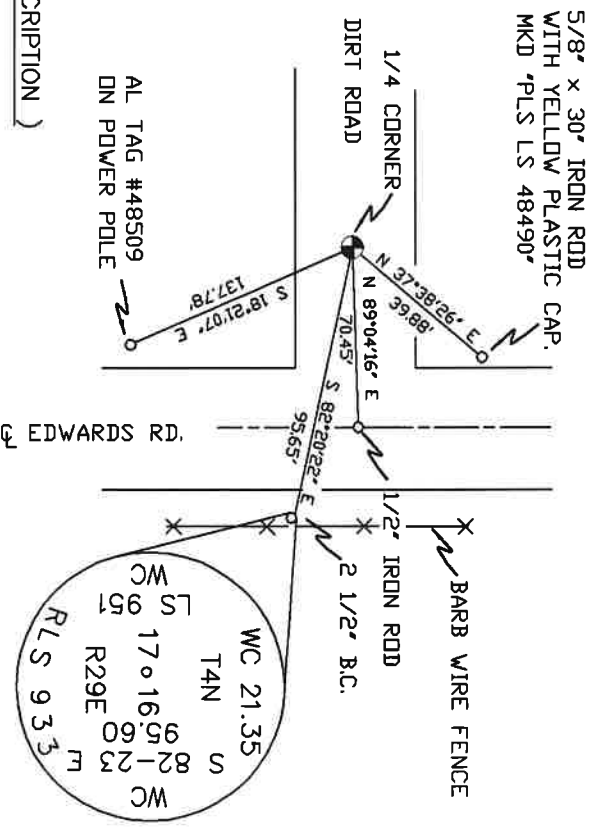 5/8" x 30" IRON ROD
WITH YELLOW PLASTIC CAP.
MKD "PLS LS 48490"
1/4 CORNER
DIRT ROAD
AL TAG #48509
ON POWER POLE
CRIPTION )
N 37°38'26" E
39.88'
N 89°04'16" E
70.45'
S 82°20'22" E
95.65'
S 18°21'07" E
137.78'
℄ EDWARDS RD.
1/2" IRON ROD
2 1/2" B.C.
BARB WIRE FENCE
WC 21.35
T4N
17 o 16
R29E
S 82-23 E
95.60
WC
LS 951
WC
RLS 933